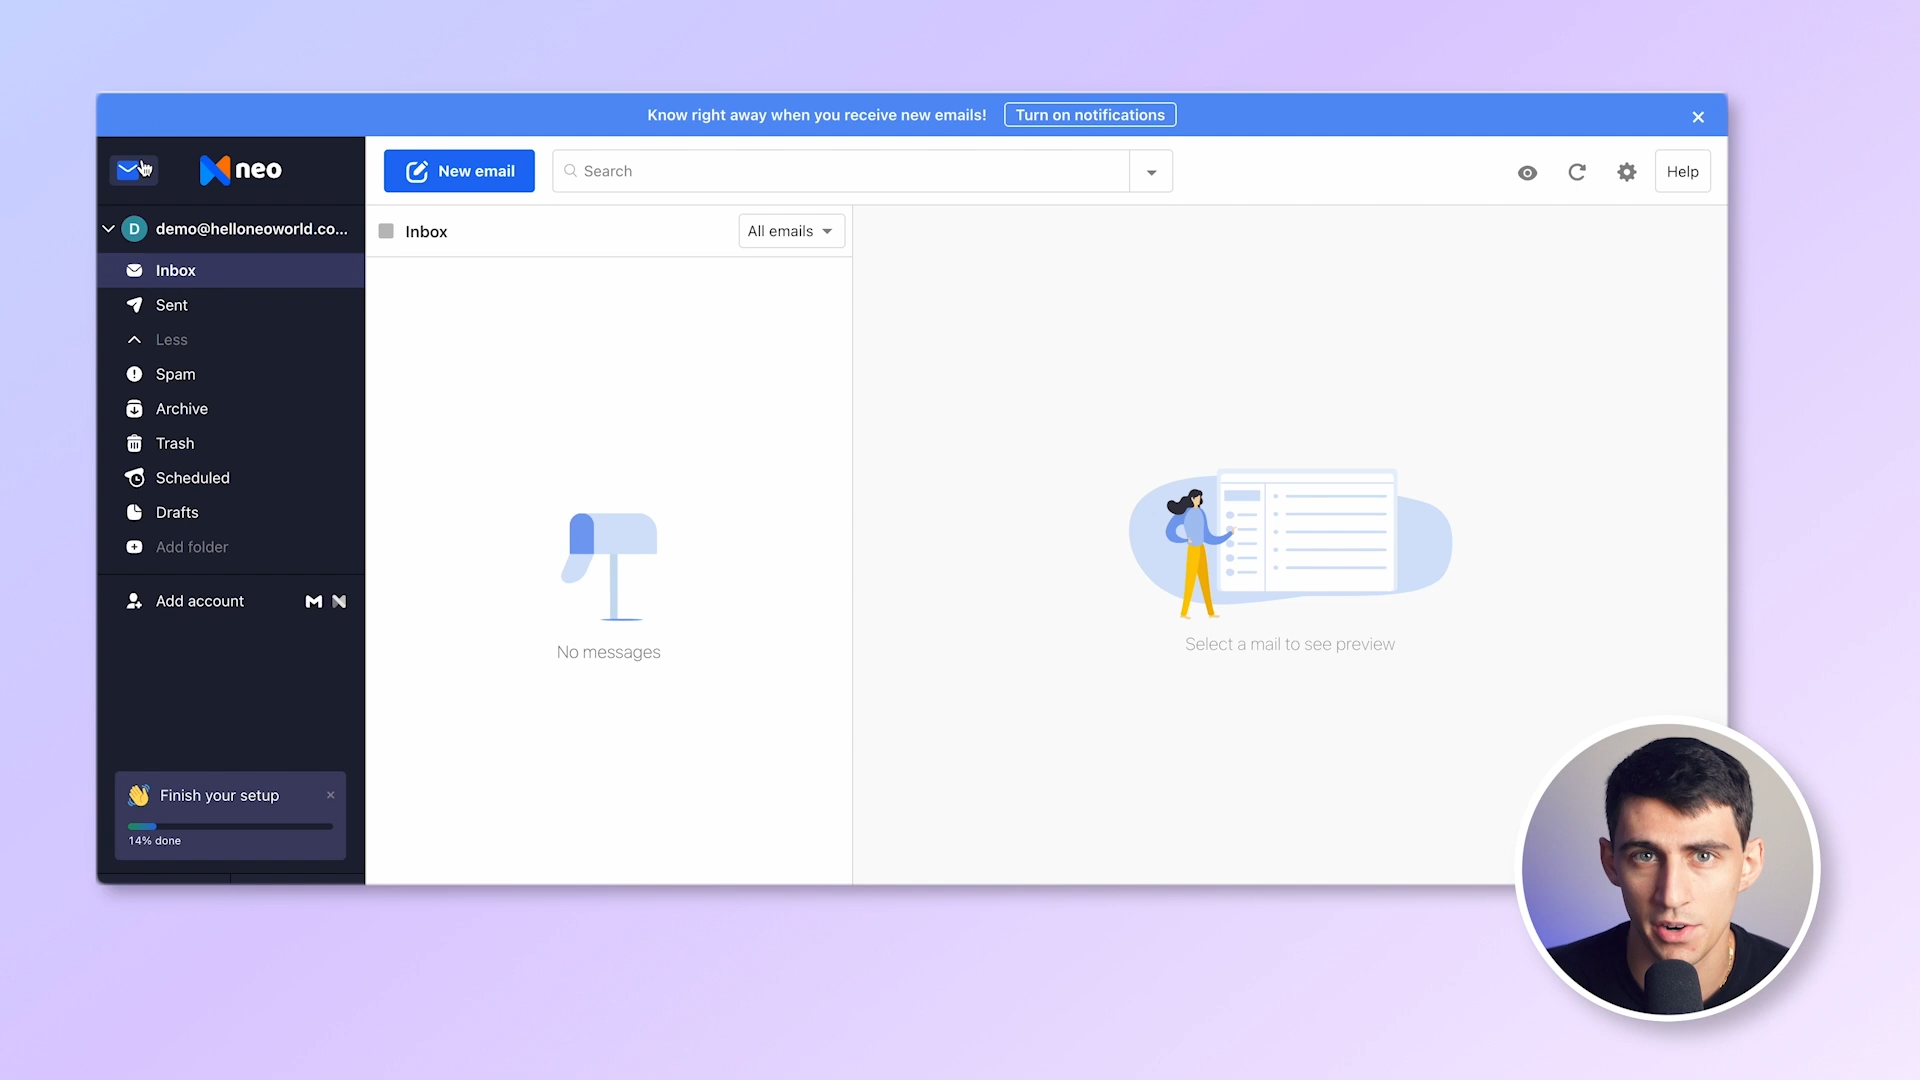 Know right away when you receive new emails! Turn on notifications
neo
New email
Search
Help
D demo@helloneoworld.co...
Inbox
Sent
Less
Spam
Archive
Trash
Scheduled
Drafts
Add folder
Add account
Finish your setup
14% done
Inbox
All emails
No messages
Select a mail to see preview